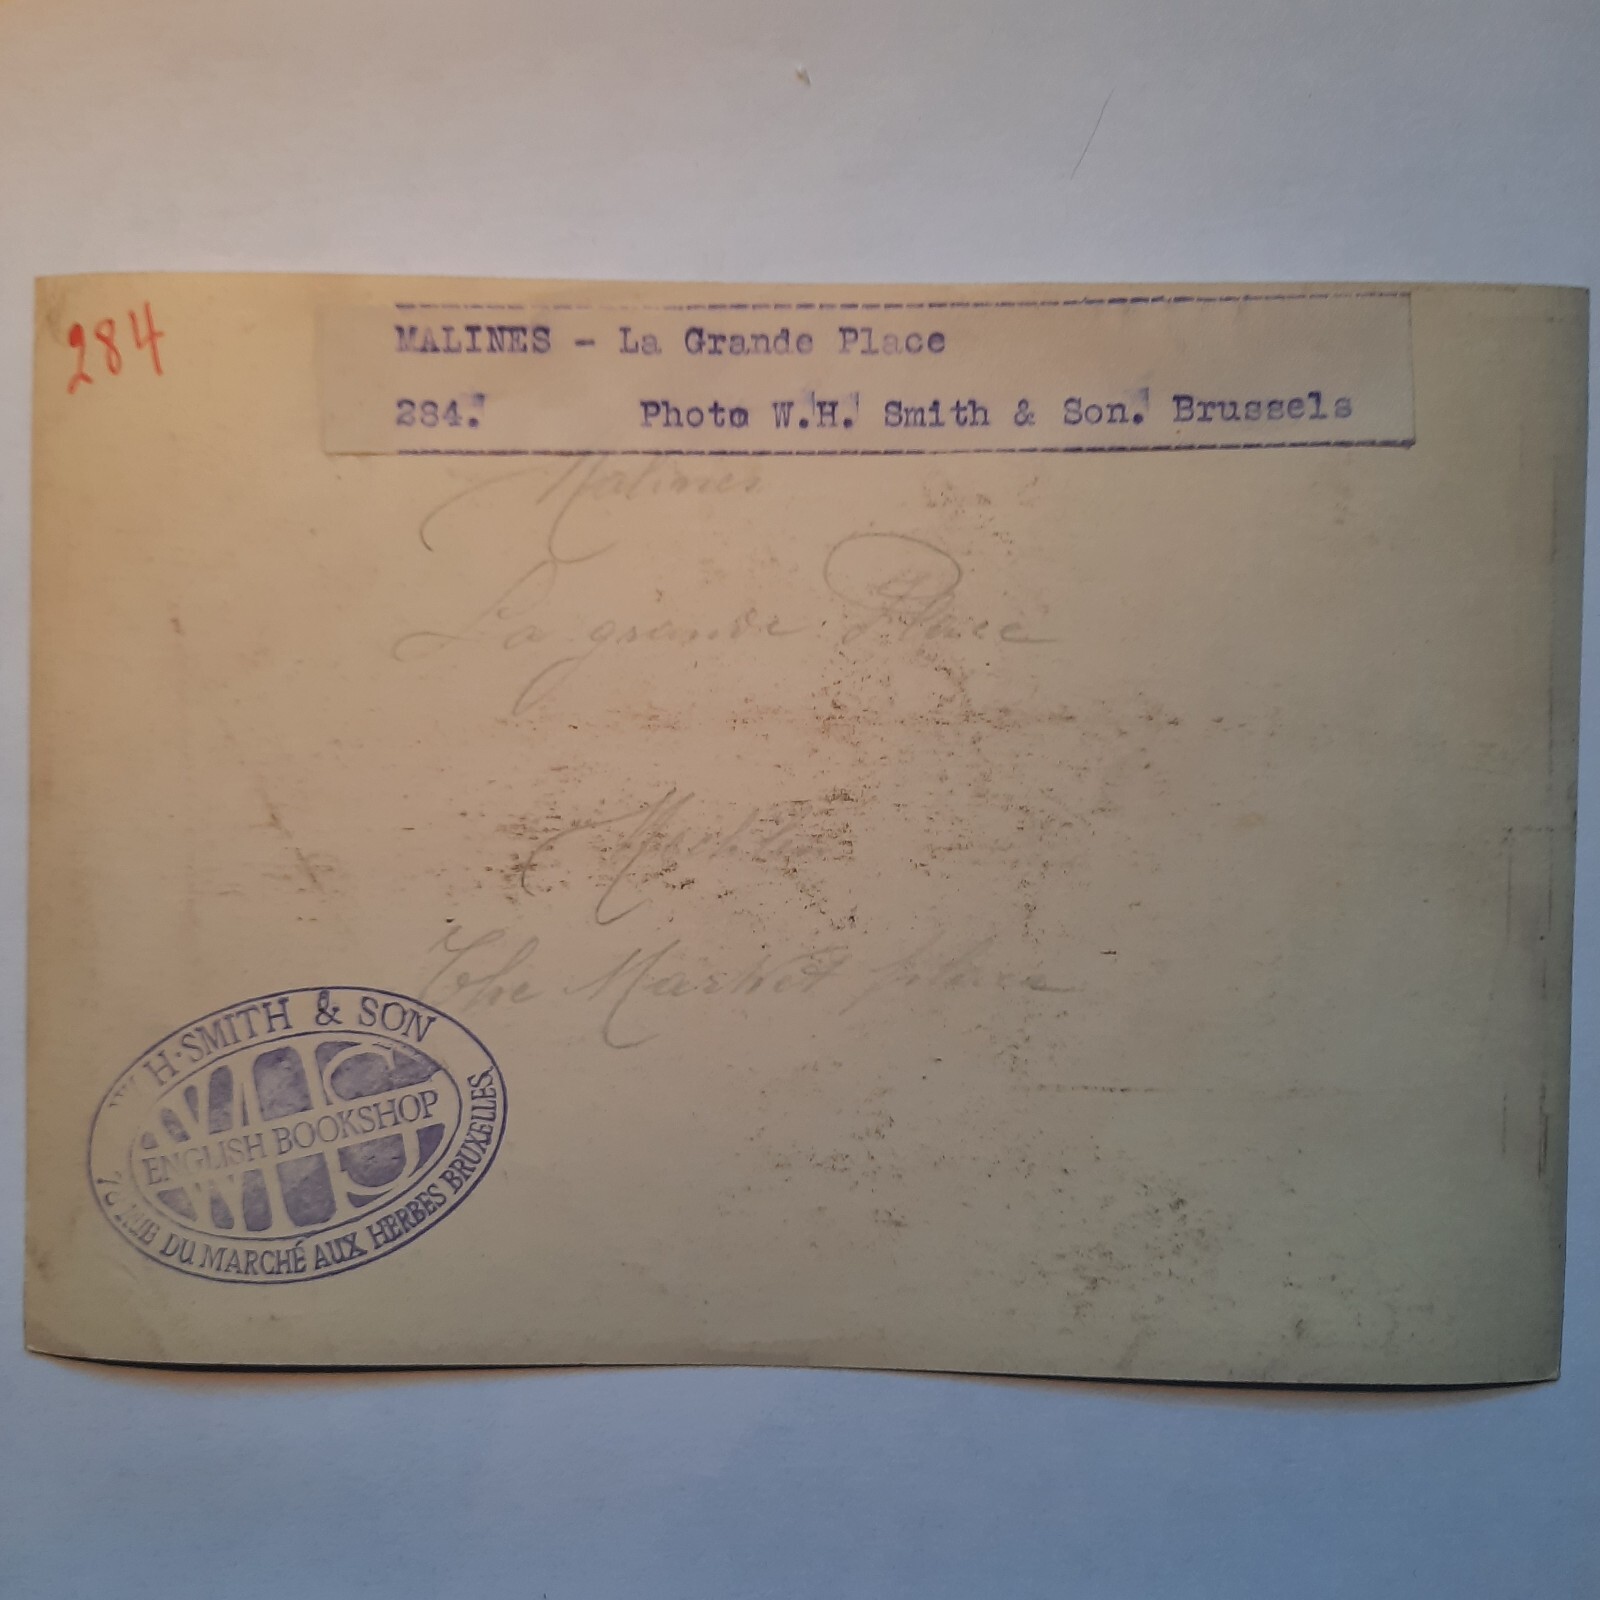 284
MALINES - La Grande Place
284. Photo W.H. Smith & Son. Brussels
Malines
La grande Place
Mechlin
The Market place
H. SMITH & SON
WHS
ENGLISH BOOKSHOP
RUE DU MARCHÉ AUX HERBES BRUXELLES.